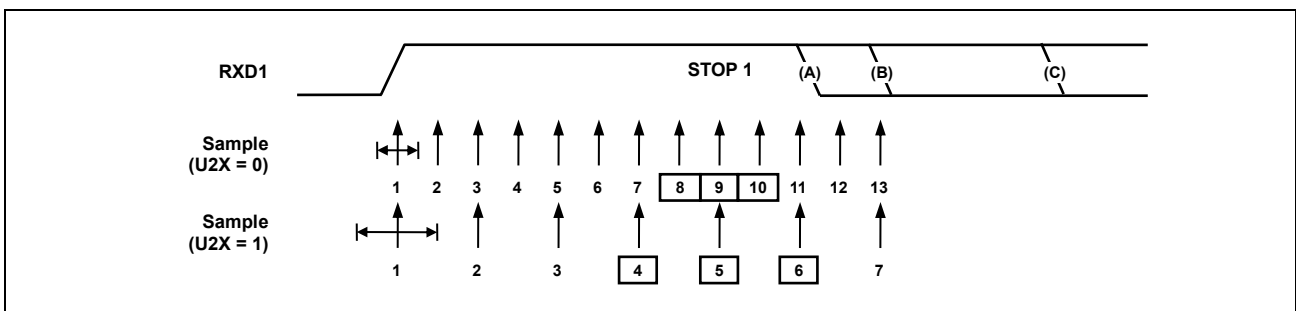 RXD1 STOP 1 (A) (B) (C)
Sample
(U2X = 0)
1 2 3 4 5 6 7 8 9 10 11 12 13
Sample
(U2X = 1)
1 2 3 4 5 6 7